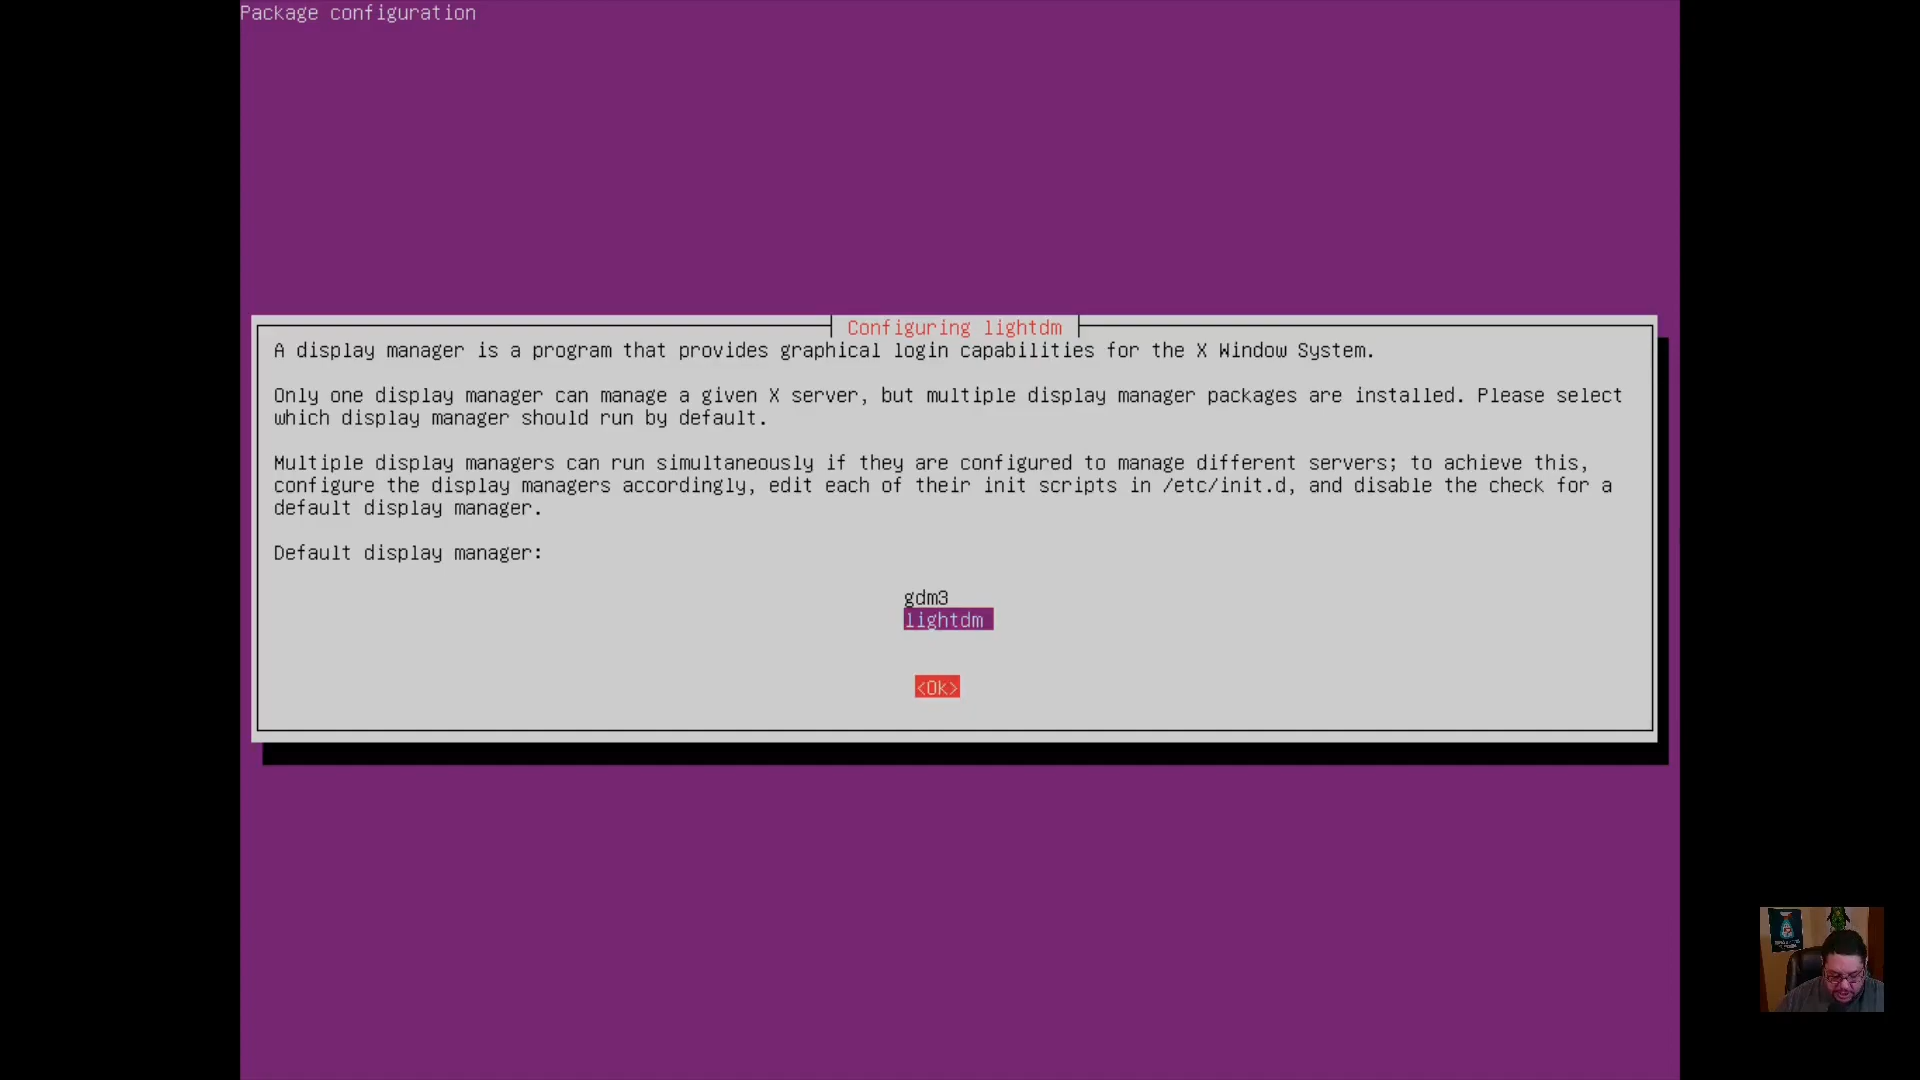 Package configuration
Configuring lightdm
A display manager is a program that provides graphical login capabilities for the X Window System.
Only one display manager can manage a given X server, but multiple display manager packages are installed. Please select
which display manager should run by default.
Multiple display managers can run simultaneously if they are configured to manage different servers; to achieve this,
configure the display managers accordingly, edit each of their init scripts in /etc/init.d, and disable the check for a
default display manager.
Default display manager:
gdm3
lightdm
<Ok>